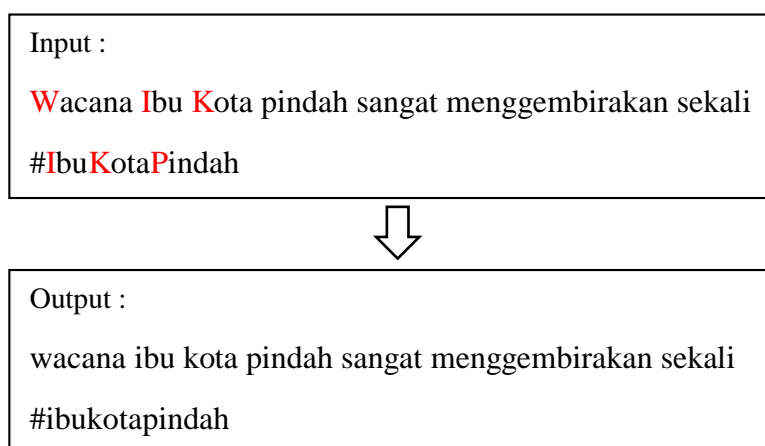 Input :
Wacana Ibu Kota pindah sangat menggembirakan sekali
#IbuKotaPindah
Output :
wacana ibu kota pindah sangat menggembirakan sekali
#ibukotapindah